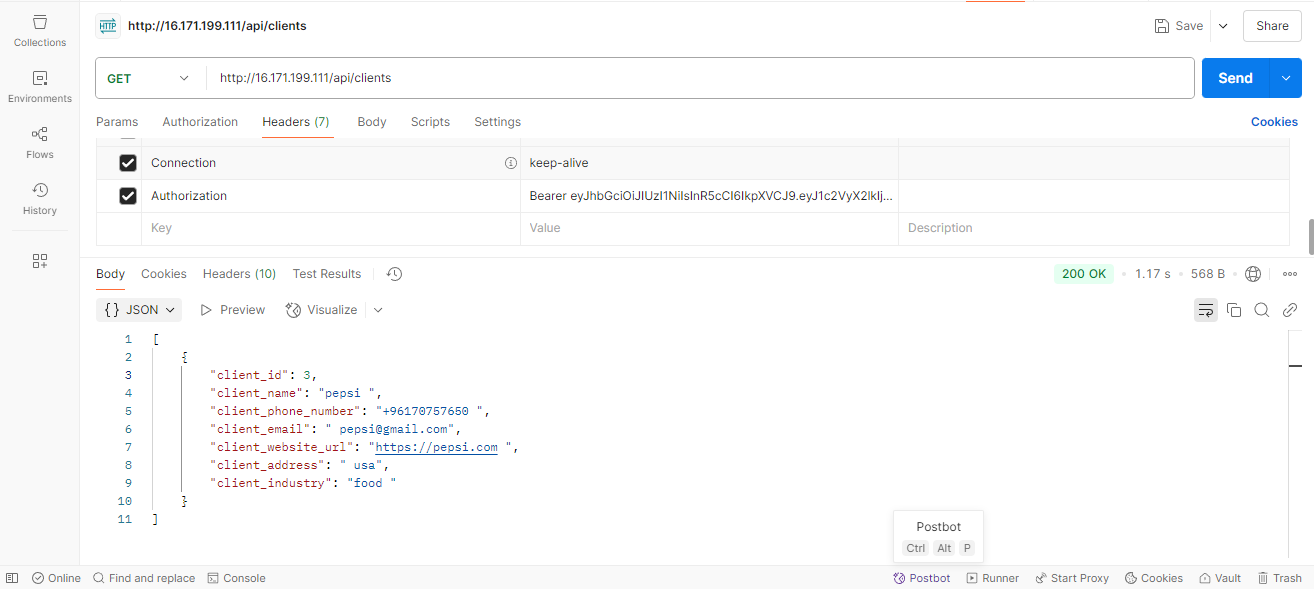 Collections
HTTP http://16.171.199.111/api/clients Save Share
GET http://16.171.199.111/api/clients Send
Environments
Params Authorization Headers (7) Body Scripts Settings Cookies
Flows
Connection keep-alive
Authorization Bearer eyJhbGciOiJIUzI1NiIsInR5cCI6IkpXVCJ9.eyJ1c2VyX2lkIj...
History
Key Value Description
Body Cookies Headers (10) Test Results 200 OK • 1.17 s • 568 B
{} JSON Preview Visualize
1 [
2 {
3 "client_id": 3,
4 "client_name": "pepsi ",
5 "client_phone_number": "+96170757650 ",
6 "client_email": " pepsi@gmail.com",
7 "client_website_url": "https://pepsi.com ",
8 "client_address": " usa",
9 "client_industry": "food "
10 }
11 ]
Postbot
Ctrl Alt P
Online Find and replace Console Postbot Runner Start Proxy Cookies Vault Trash